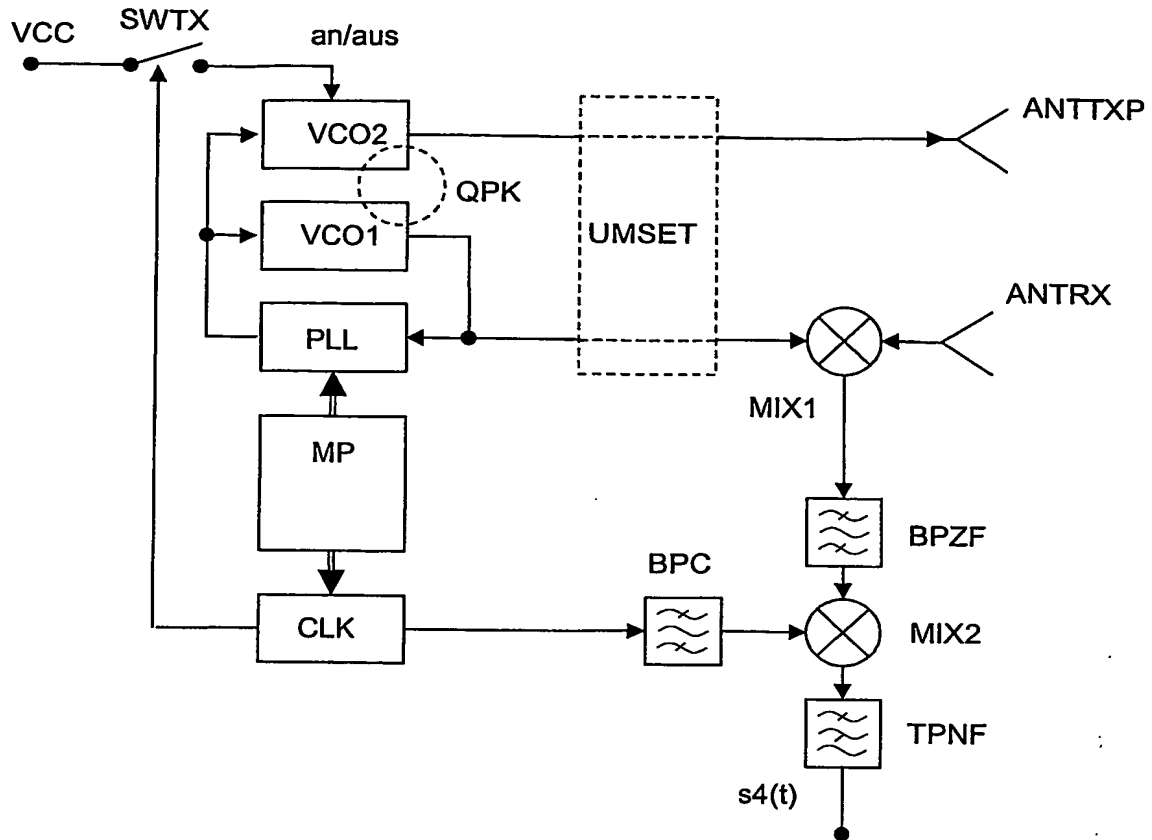 SWTX
VCC
an/aus
VCO2
ANTTXP
QPK
VCO1
UMSET
ANTRX
PLL
MIX1
MP
BPZF
BPC
CLK
MIX2
TPNF
s4(t)